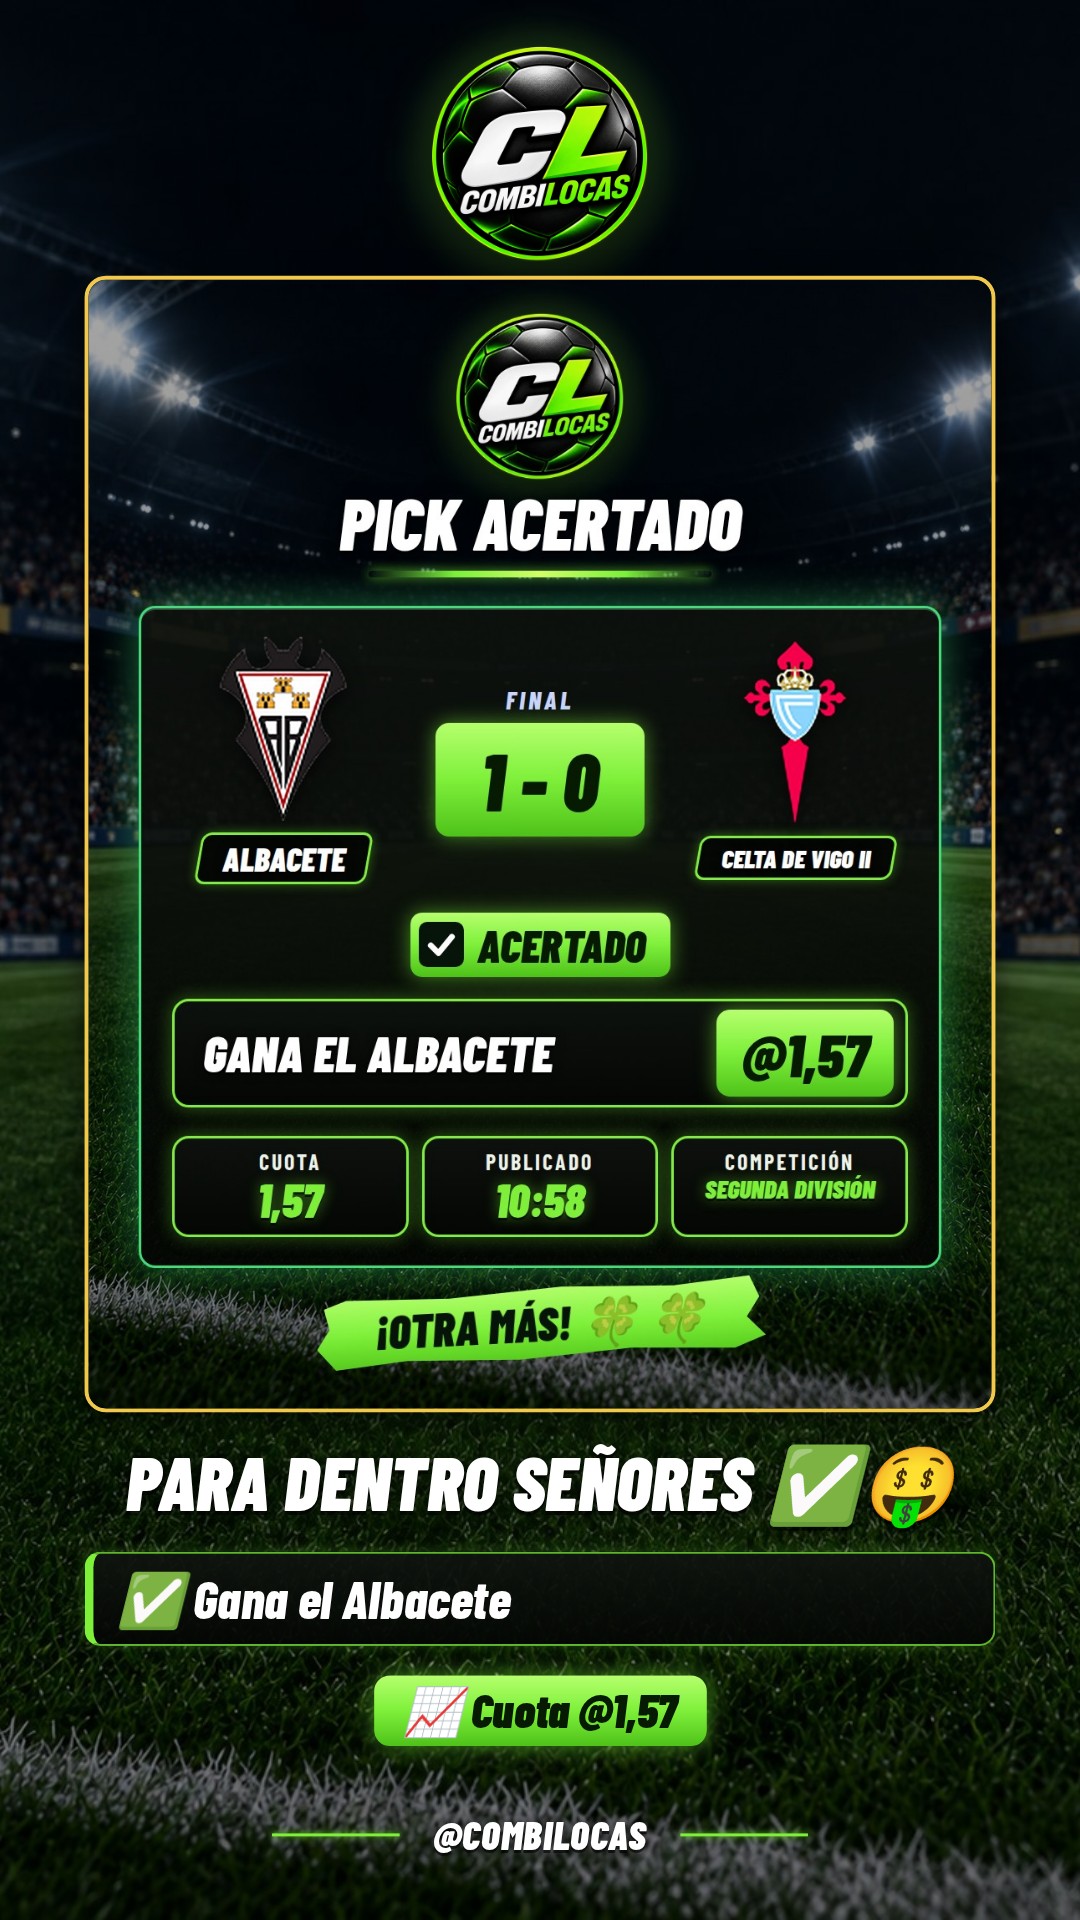 CL
COMBILOCAS
CL
COMBILOCAS
PICK ACERTADO
FINAL
1 - 0
ALBACETE
CELTA DE VIGO II
✓ ACERTADO
GANA EL ALBACETE
@1,57
CUOTA
1,57
PUBLICADO
10:58
COMPETICIÓN
SEGUNDA DIVISIÓN
¡OTRA MÁS! 🍀 🍀
PARA DENTRO SEÑORES ✅🤑
✅ Gana el Albacete
📈 Cuota @1,57
@COMBILOCAS